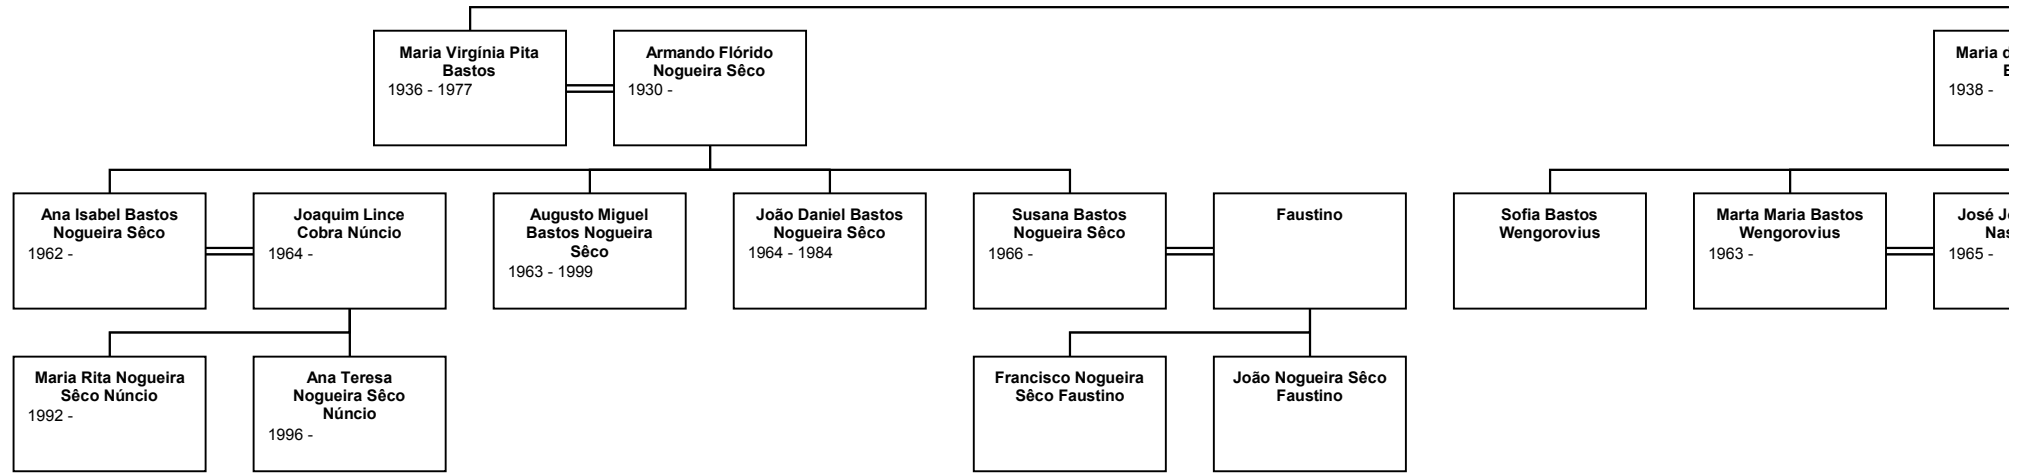 Maria Virgínia Pita
Bastos
1936 - 1977
Armando Flórido
Nogueira Sêco
1930 -
Maria
1938 -
Ana Isabel Bastos
Nogueira Sêco
1962 -
Joaquim Lince
Cobra Núncio
1964 -
Augusto Miguel
Bastos Nogueira
Sêco
1963 - 1999
João Daniel Bastos
Nogueira Sêco
1964 - 1984
Susana Bastos
Nogueira Sêco
1966 -
Faustino
Sofia Bastos
Wengorovius
Marta Maria Bastos
Wengorovius
1963 -
José
1965 -
Maria Rita Nogueira
Sêco Núncio
1992 -
Ana Teresa
Nogueira Sêco
Núncio
1996 -
Francisco Nogueira
Sêco Faustino
João Nogueira Sêco
Faustino